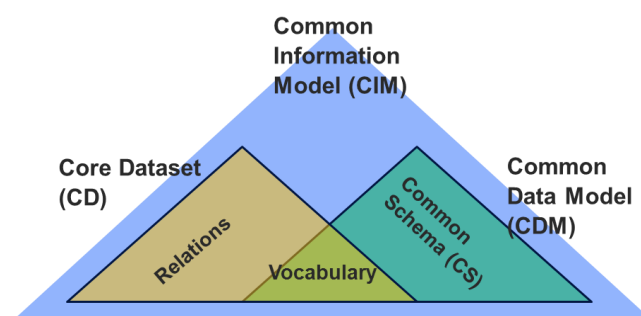 Common
Information
Model (CIM)
Core Dataset
(CD)
Common
Data Model
(CDM)
Relations
Common
Schema (CS)
Vocabulary